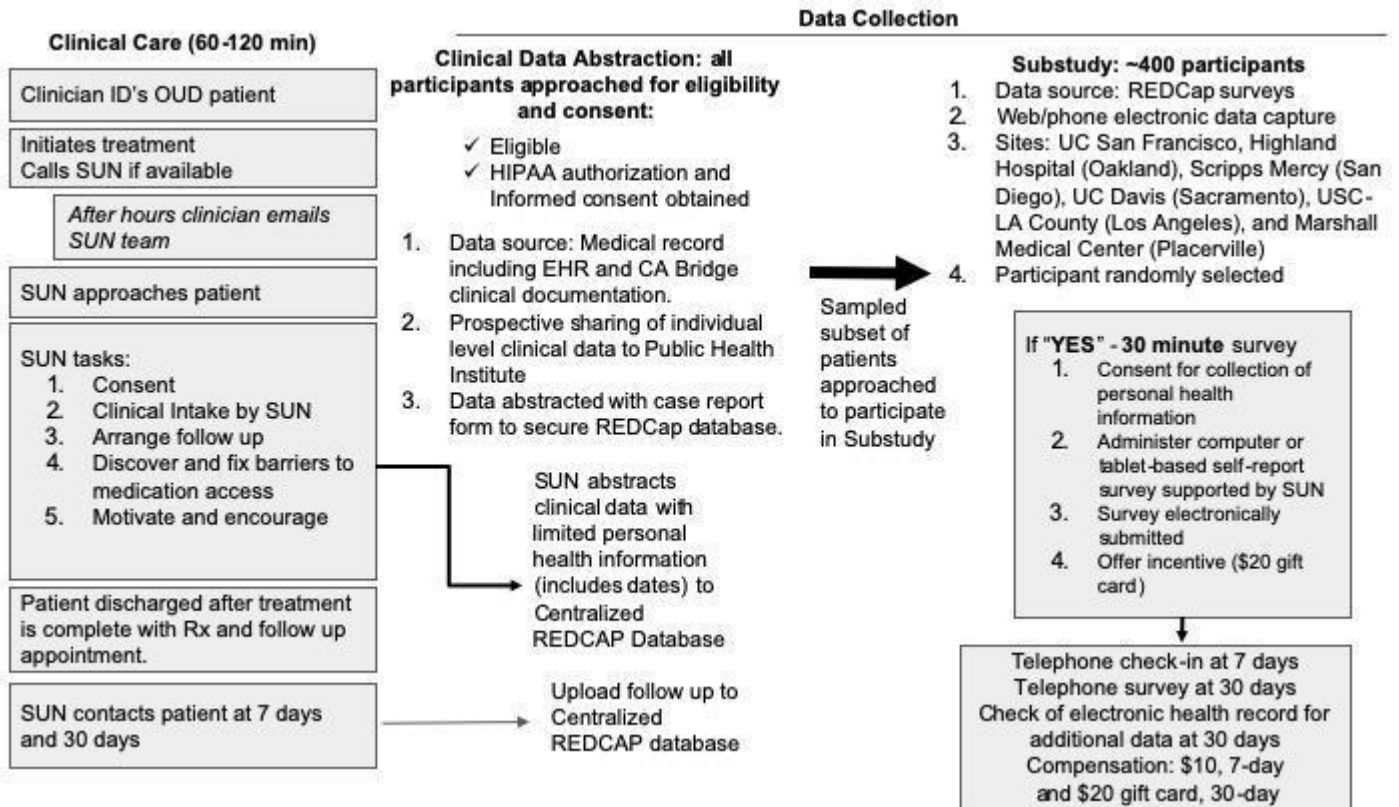 Data Collection
Clinical Care (60-120 min)
Clinician ID's OUD patient
Initiates treatment
Calls SUN if available
After hours clinician emails
SUN team
SUN approaches patient
SUN tasks:
1. Consent
2. Clinical Intake by SUN
3. Arrange follow up
4. Discover and fix barriers to
medication access
5. Motivate and encourage
Patient discharged after treatment
is complete with Rx and follow up
appointment.
SUN contacts patient at 7 days
and 30 days
Clinical Data Abstraction: all
participants approached for eligibility
and consent:
✓ Eligible
✓ HIPAA authorization and
Informed consent obtained
1. Data source: Medical record
including EHR and CA Bridge
clinical documentation.
2. Prospective sharing of individual
level clinical data to Public Health
Institute
3. Data abstracted with case report
form to secure REDCap database.
SUN abstracts
clinical data with
limited personal
health information
(includes dates) to
Centralized
REDCAP Database
Upload follow up to
Centralized
REDCAP database
Sampled
subset of
patients
approached
to participate
in Substudy
Substudy: ~400 participants
1. Data source: REDCap surveys
2. Web/phone electronic data capture
3. Sites: UC San Francisco, Highland
Hospital (Oakland), Scripps Mercy (San
Diego), UC Davis (Sacramento), USC-
LA County (Los Angeles), and Marshall
Medical Center (Placerville)
4. Participant randomly selected
If "YES" - 30 minute survey
1. Consent for collection of
personal health
information
2. Administer computer or
tablet-based self-report
survey supported by SUN
3. Survey electronically
submitted
4. Offer incentive ($20 gift
card)
Telephone check-in at 7 days
Telephone survey at 30 days
Check of electronic health record for
additional data at 30 days
Compensation: $10, 7-day
and $20 gift card, 30-day